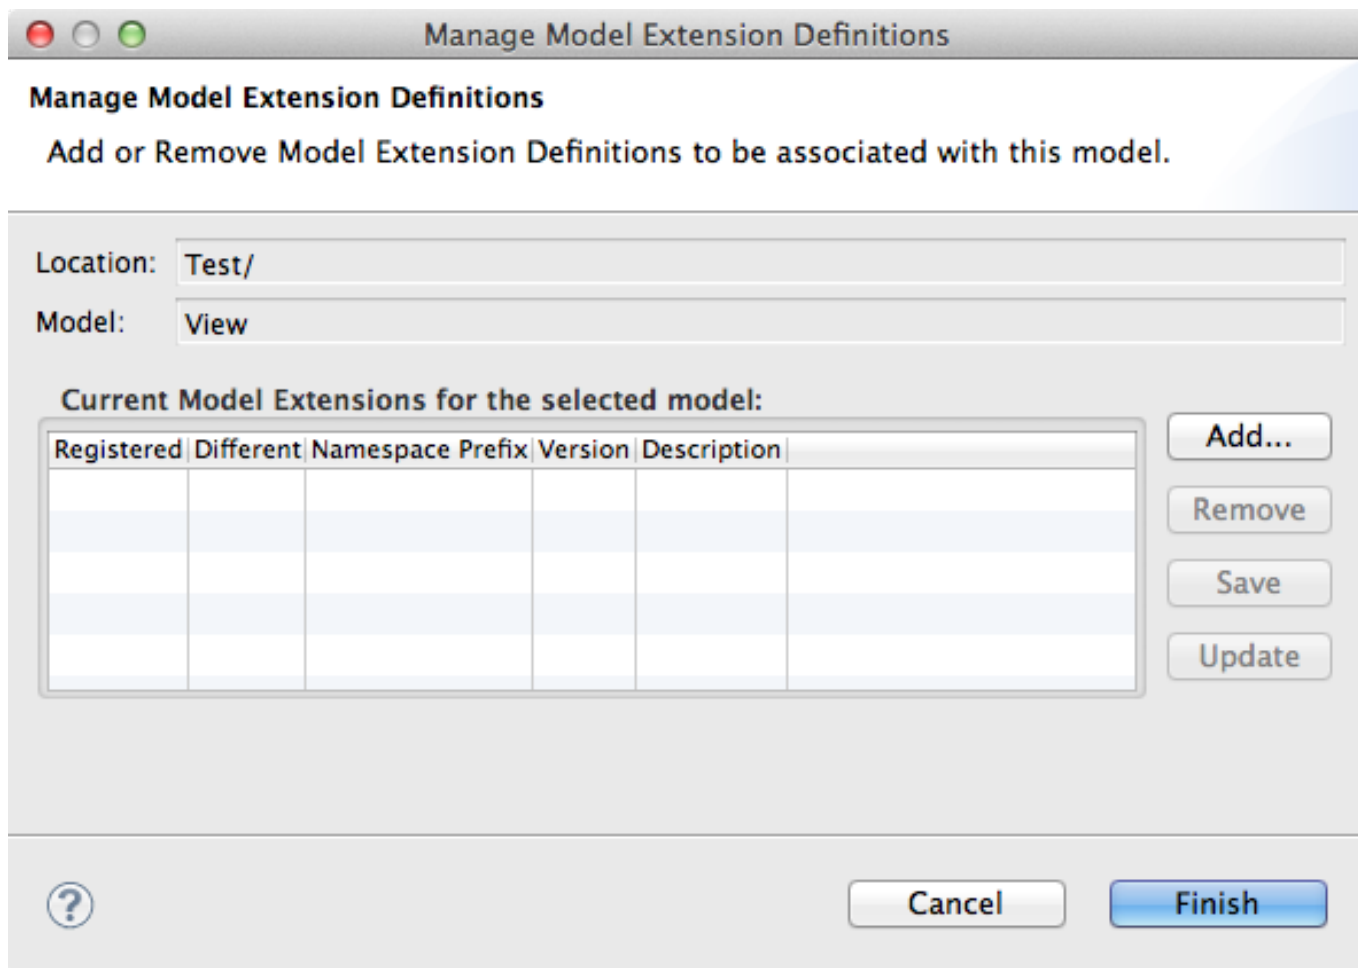 Manage Model Extension Definitions
Manage Model Extension Definitions
Add or Remove Model Extension Definitions to be associated with this model.
Location: Test/
Model: View
Current Model Extensions for the selected model:
Registered Different Namespace Prefix Version Description
Add...
Remove
Save
Update
? Cancel Finish